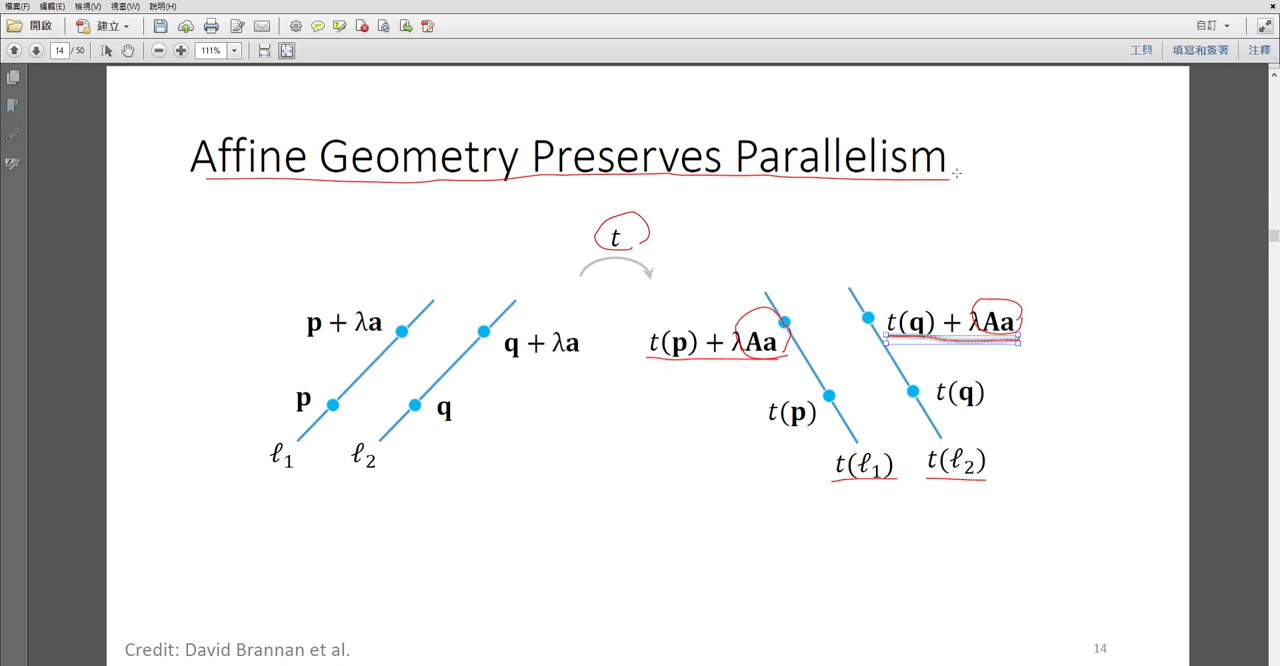 檔案(F) 編輯(E) 檢視(V) 視窗(W) 說明(H) ×
開啟 建立 自訂
14 / 50 111% 工具 填寫和簽署 注釋
Affine Geometry Preserves Parallelism
t
p + λa
q + λa
t(p) + λAa
t(q) + λAa
p
q
t(p)
t(q)
ℓ1
ℓ2
t(ℓ1)
t(ℓ2)
Credit: David Brannan et al.
14